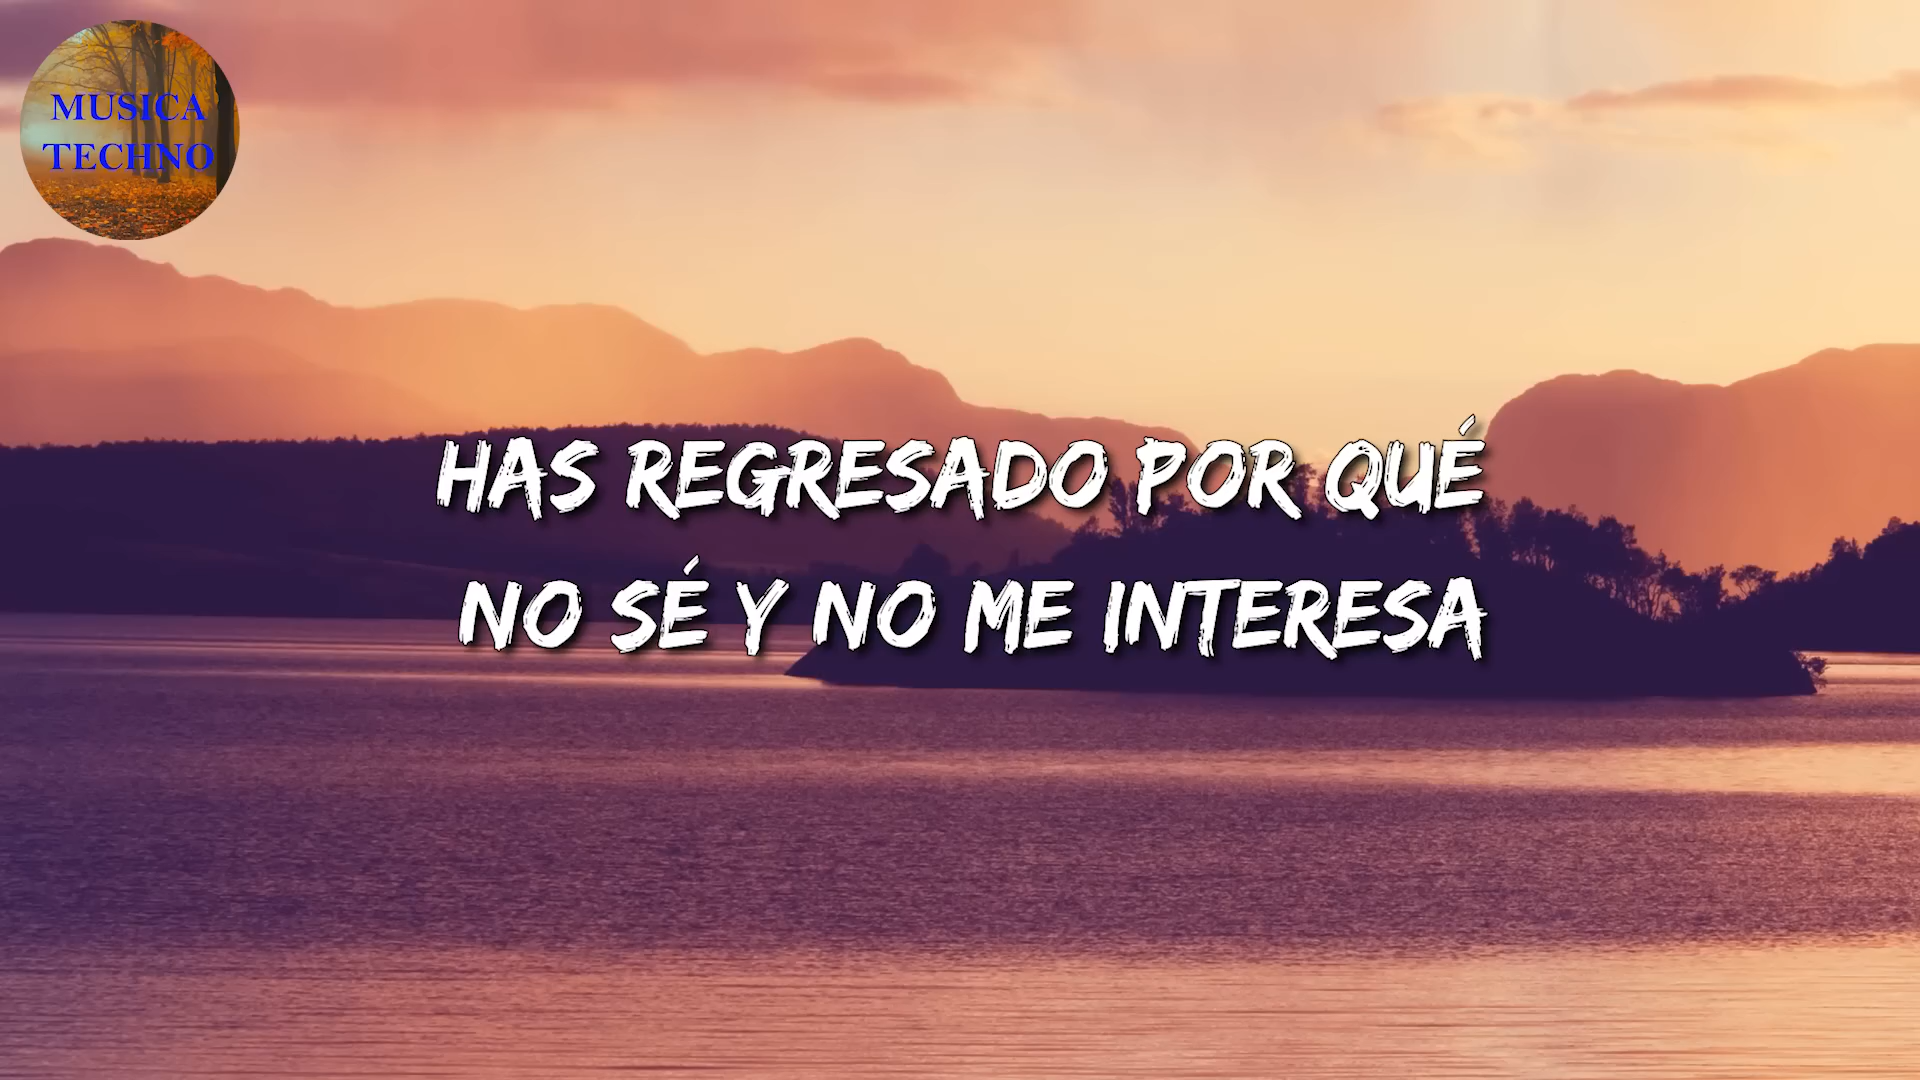 MUSICA
TECHNO
HAS REGRESADO POR QUÉ
NO SÉ Y NO ME INTERESA